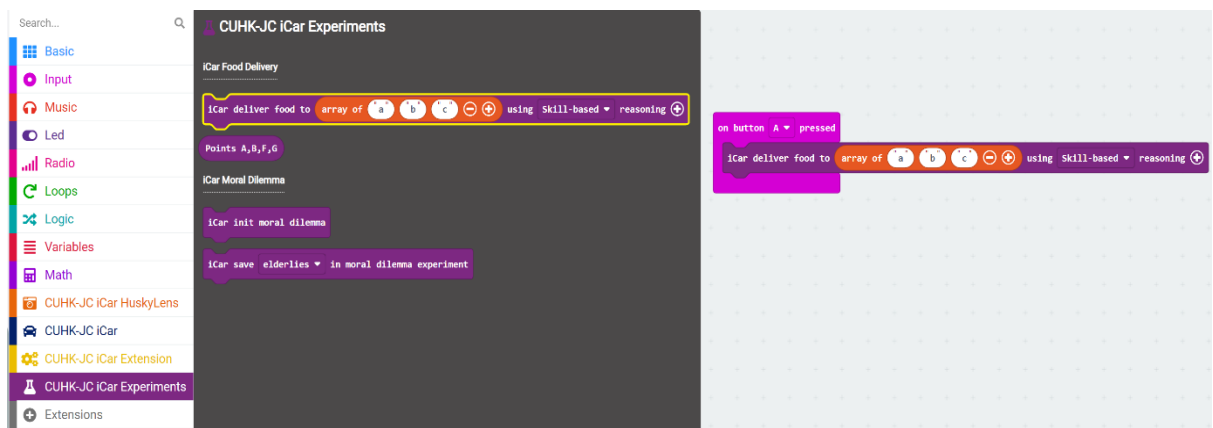 Search...
Basic
Input
Music
Led
Radio
Loops
Logic
Variables
Math
CUHK-JC iCar HuskyLens
CUHK-JC iCar
CUHK-JC iCar Extension
CUHK-JC iCar Experiments
Extensions
CUHK-JC iCar Experiments
iCar Food Delivery
iCar deliver food to array of "a" "b" "c" using Skill-based reasoning
Points A,B,F,G
iCar Moral Dilemma
iCar init moral dilemma
iCar save elderlies in moral dilemma experiment
on button A pressed
iCar deliver food to array of "a" "b" "c" using Skill-based reasoning